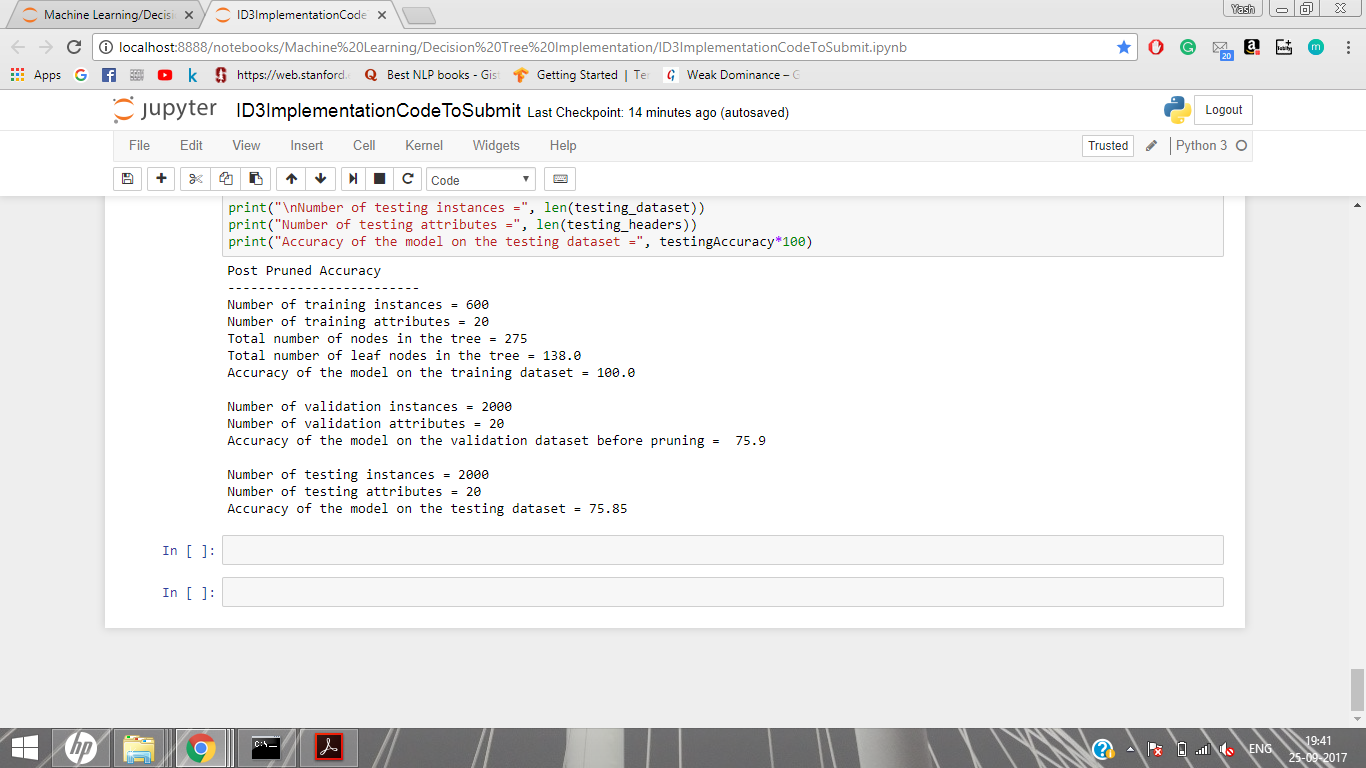 Machine Learning/Decisi
ID3ImplementationCode
Yash
localhost:8888/notebooks/Machine%20Learning/Decision%20Tree%20Implementation/ID3ImplementationCodeToSubmit.ipynb
20
Apps
https://web.stanford.
Best NLP books - Gis
Getting Started | Te
Weak Dominance – G
jupyter
ID3ImplementationCodeToSubmit Last Checkpoint: 14 minutes ago (autosaved)
Logout
File Edit View Insert Cell Kernel Widgets Help
Trusted
Python 3
Code
print("\nNumber of testing instances =", len(testing_dataset))
print("Number of testing attributes =", len(testing_headers))
print("Accuracy of the model on the testing dataset =", testingAccuracy*100)
Post Pruned Accuracy
-------------------------
Number of training instances = 600
Number of training attributes = 20
Total number of nodes in the tree = 275
Total number of leaf nodes in the tree = 138.0
Accuracy of the model on the training dataset = 100.0
Number of validation instances = 2000
Number of validation attributes = 20
Accuracy of the model on the validation dataset before pruning =  75.9
Number of testing instances = 2000
Number of testing attributes = 20
Accuracy of the model on the testing dataset = 75.85
In [ ]:
In [ ]:
hp
C:\
ENG
19:41
25-09-2017